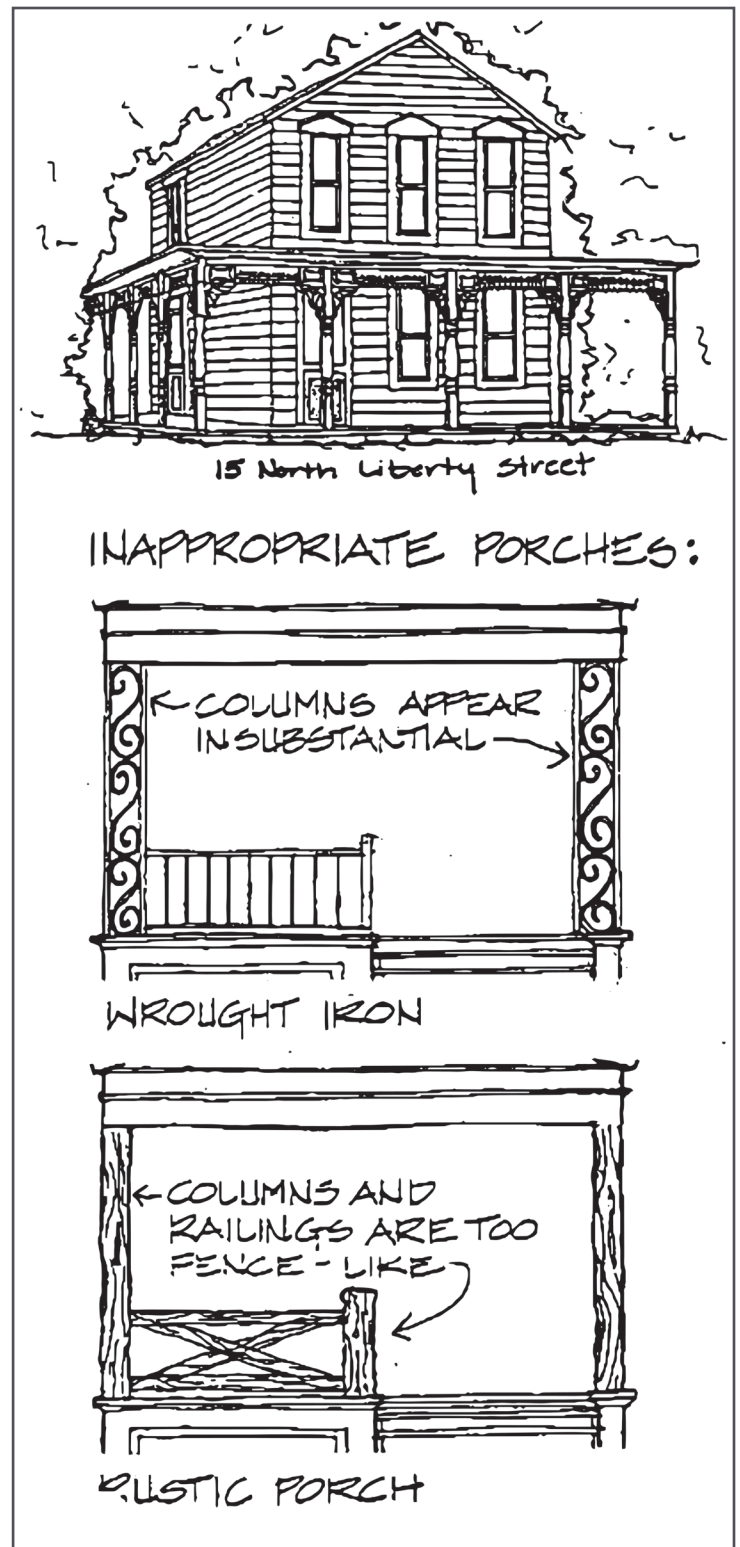 15 North Liberty Street
INAPPROPRIATE PORCHES:
COLUMNS APPEAR
INSUBSTANTIAL
WROUGHT IRON
COLUMNS AND
RAILINGS ARE TOO
FENCE-LIKE
RUSTIC PORCH